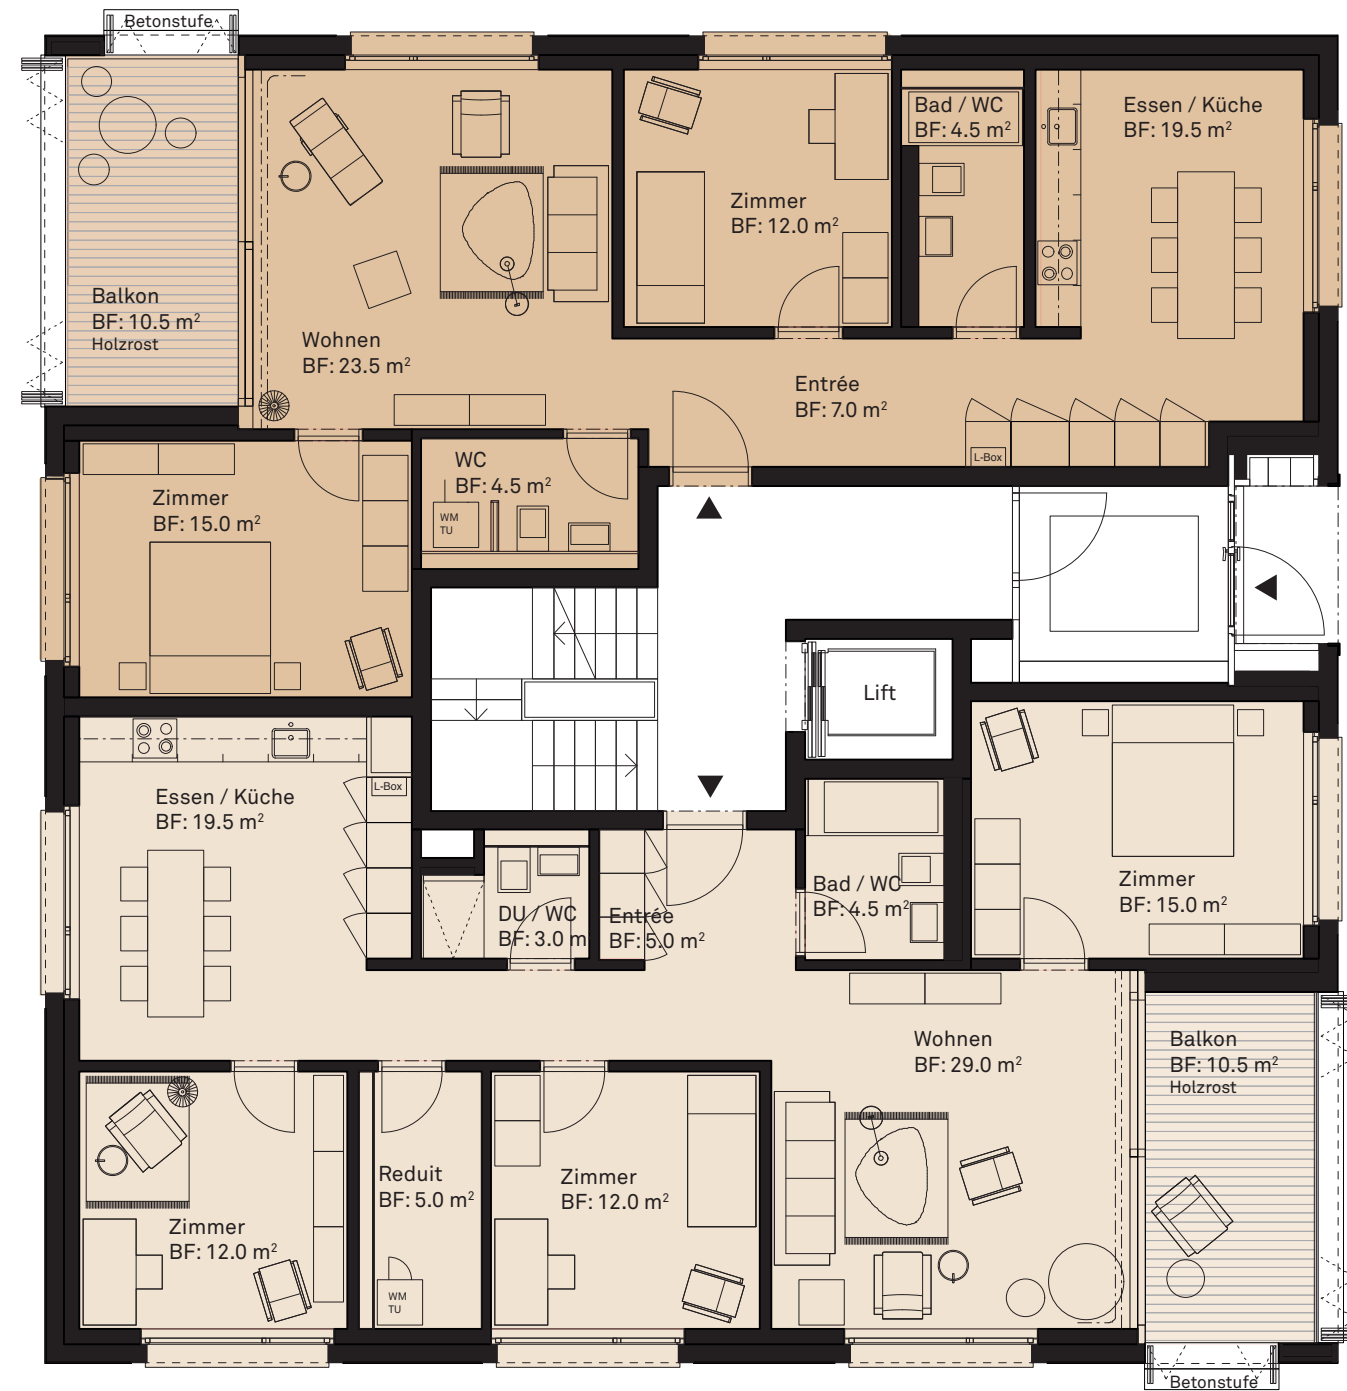 Betonstufe
Bad / WC
BF: 4.5 m²
Essen / Küche
BF: 19.5 m²
Zimmer
BF: 12.0 m²
Balkon
BF: 10.5 m²
Holzrost
Wohnen
BF: 23.5 m²
Entrée
BF: 7.0 m²
L-Box
WC
BF: 4.5 m²
WM
TU
Zimmer
BF: 15.0 m²
Lift
L-Box
Essen / Küche
BF: 19.5 m²
DU / WC
BF: 3.0 m
Entrée
BF: 5.0 m²
Bad / WC
BF: 4.5 m²
Zimmer
BF: 15.0 m²
Wohnen
BF: 29.0 m²
Balkon
BF: 10.5 m²
Holzrost
Zimmer
BF: 12.0 m²
Reduit
BF: 5.0 m²
WM
TU
Zimmer
BF: 12.0 m²
Betonstufe